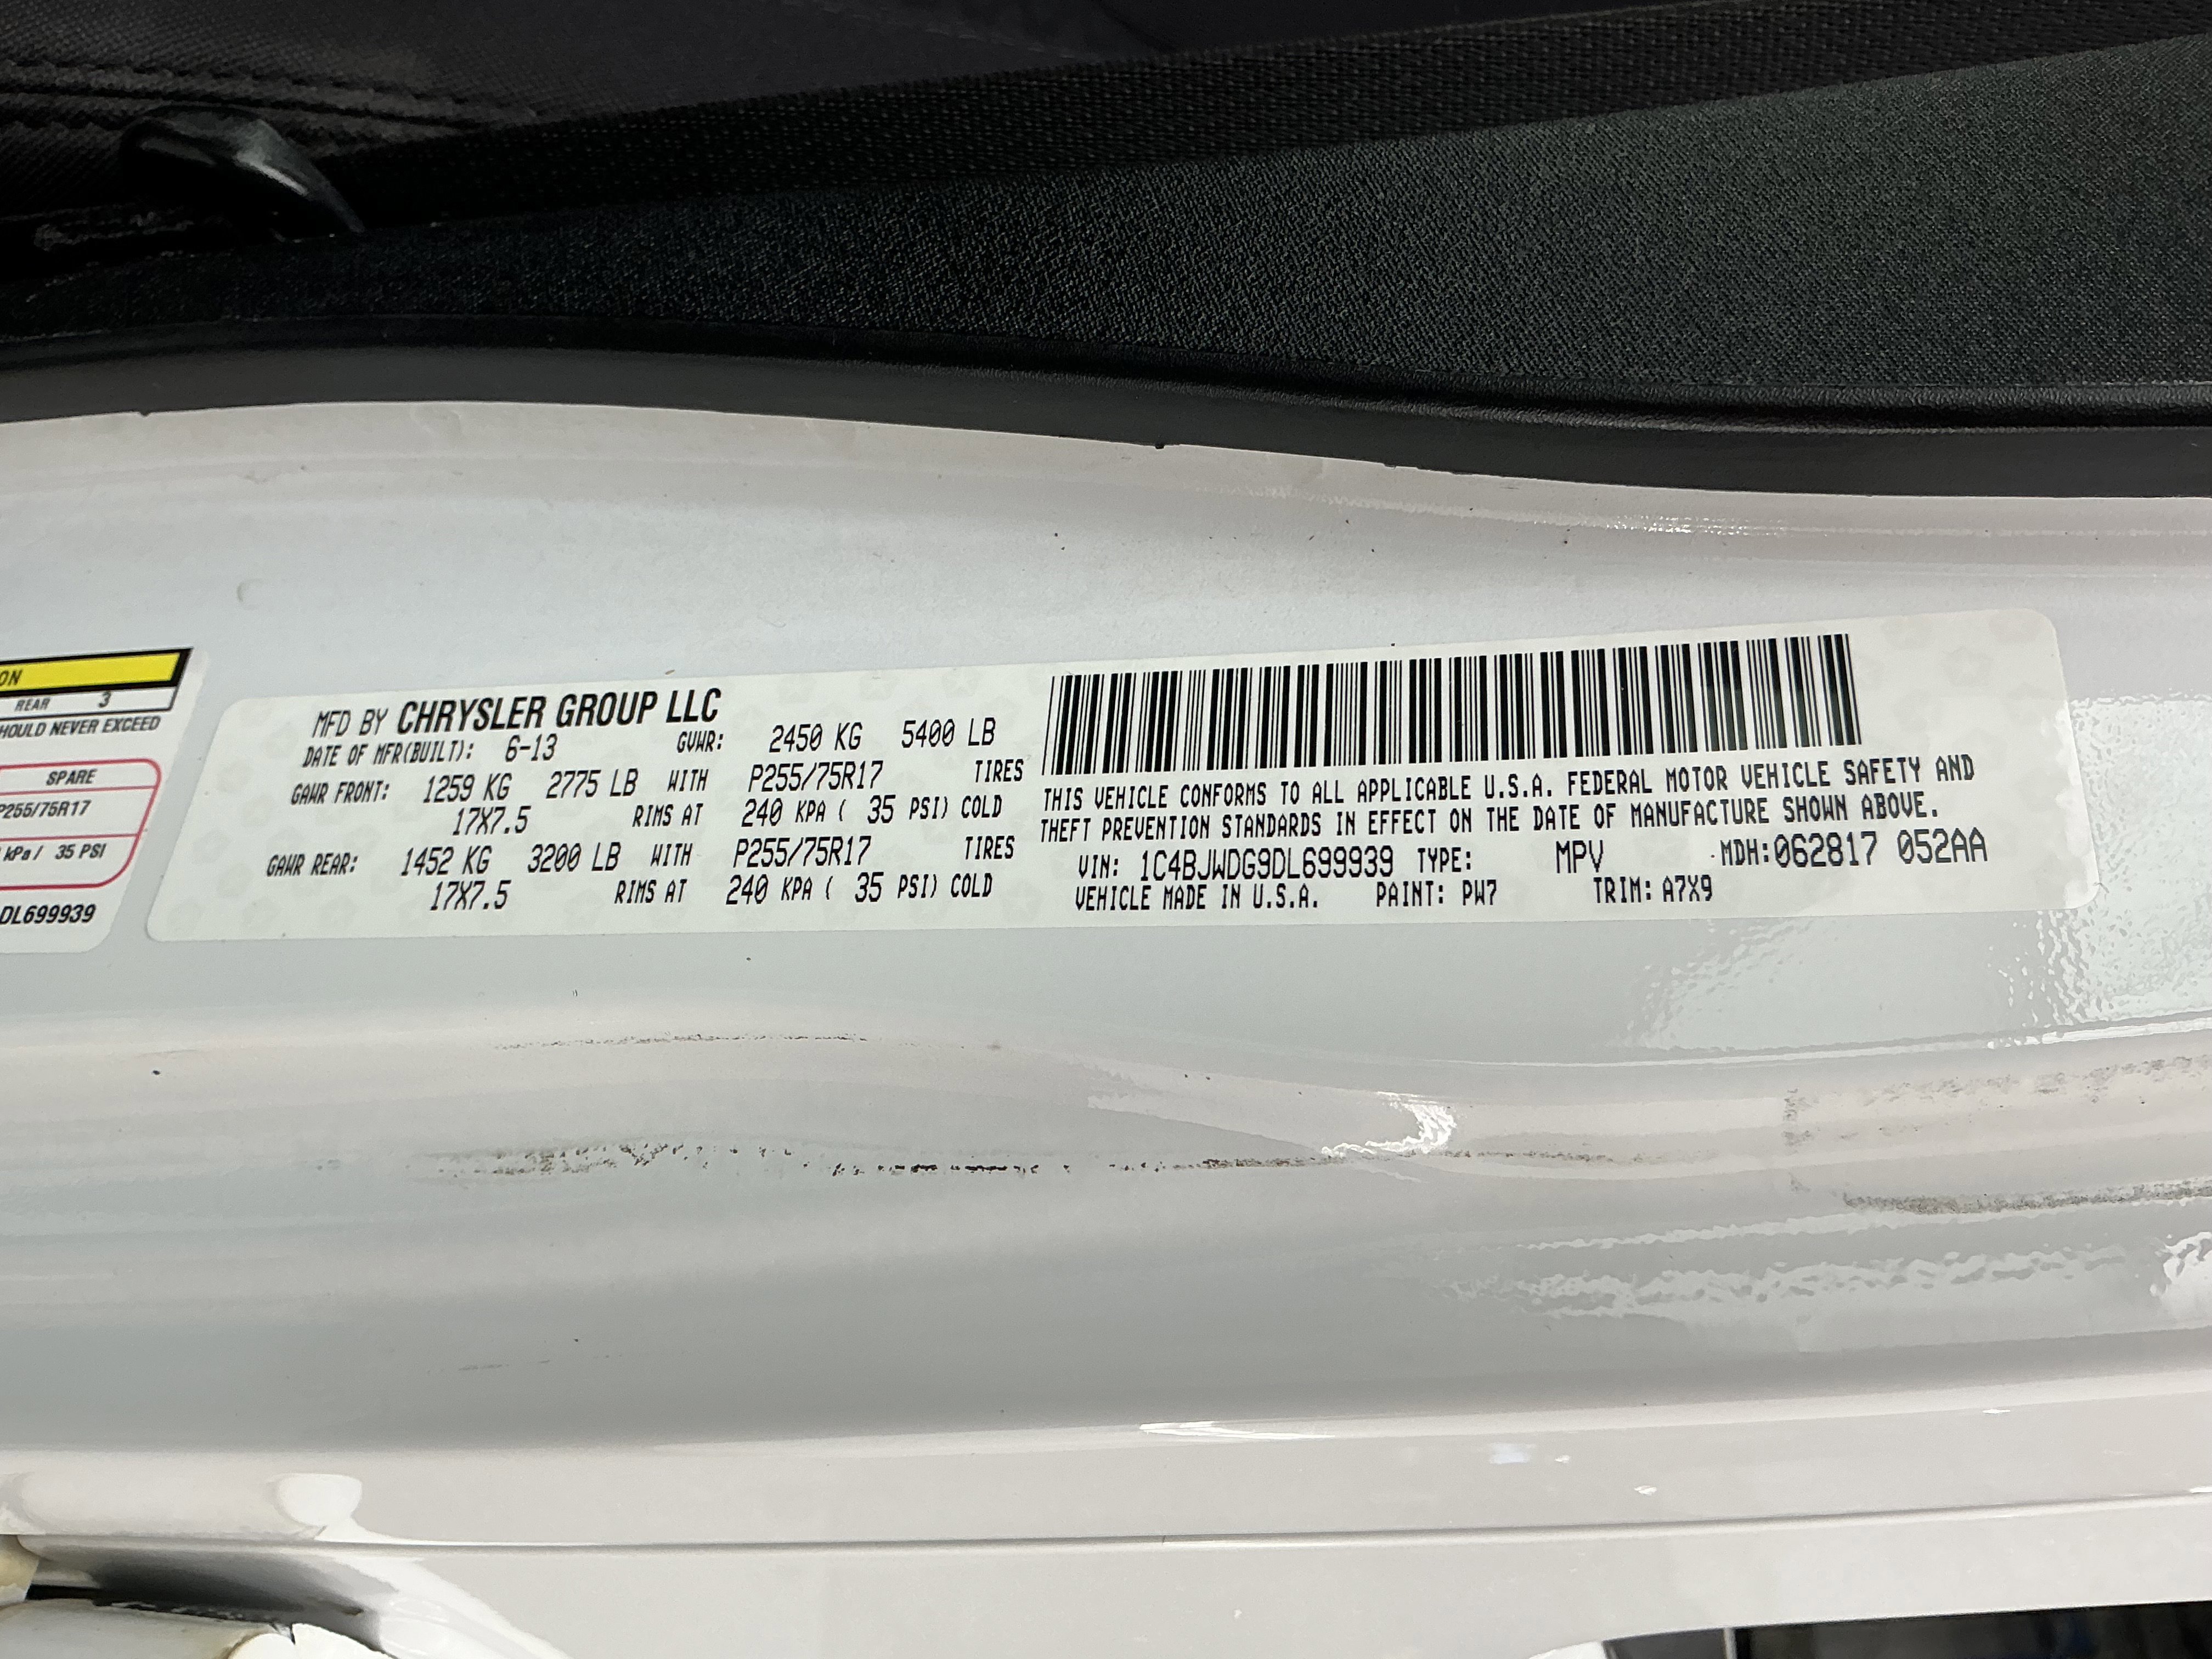 ON
REAR 3
HOULD NEVER EXCEED
SPARE
P255/75R17
kPa / 35 PSI
DL699939
MFD BY CHRYSLER GROUP LLC
DATE OF MFR(BUILT): 6-13 GVWR: 2450 KG 5400 LB
GAWR FRONT: 1259 KG 2775 LB WITH P255/75R17 TIRES
17X7.5 RIMS AT 240 KPA ( 35 PSI) COLD
GAWR REAR: 1452 KG 3200 LB WITH P255/75R17 TIRES
17X7.5 RIMS AT 240 KPA ( 35 PSI) COLD
THIS VEHICLE CONFORMS TO ALL APPLICABLE U.S.A. FEDERAL MOTOR VEHICLE SAFETY AND
THEFT PREVENTION STANDARDS IN EFFECT ON THE DATE OF MANUFACTURE SHOWN ABOVE.
VIN: 1C4BJWDG9DL699939 TYPE: MPV MDH:062817 052AA
VEHICLE MADE IN U.S.A. PAINT: PW7 TRIM: A7X9